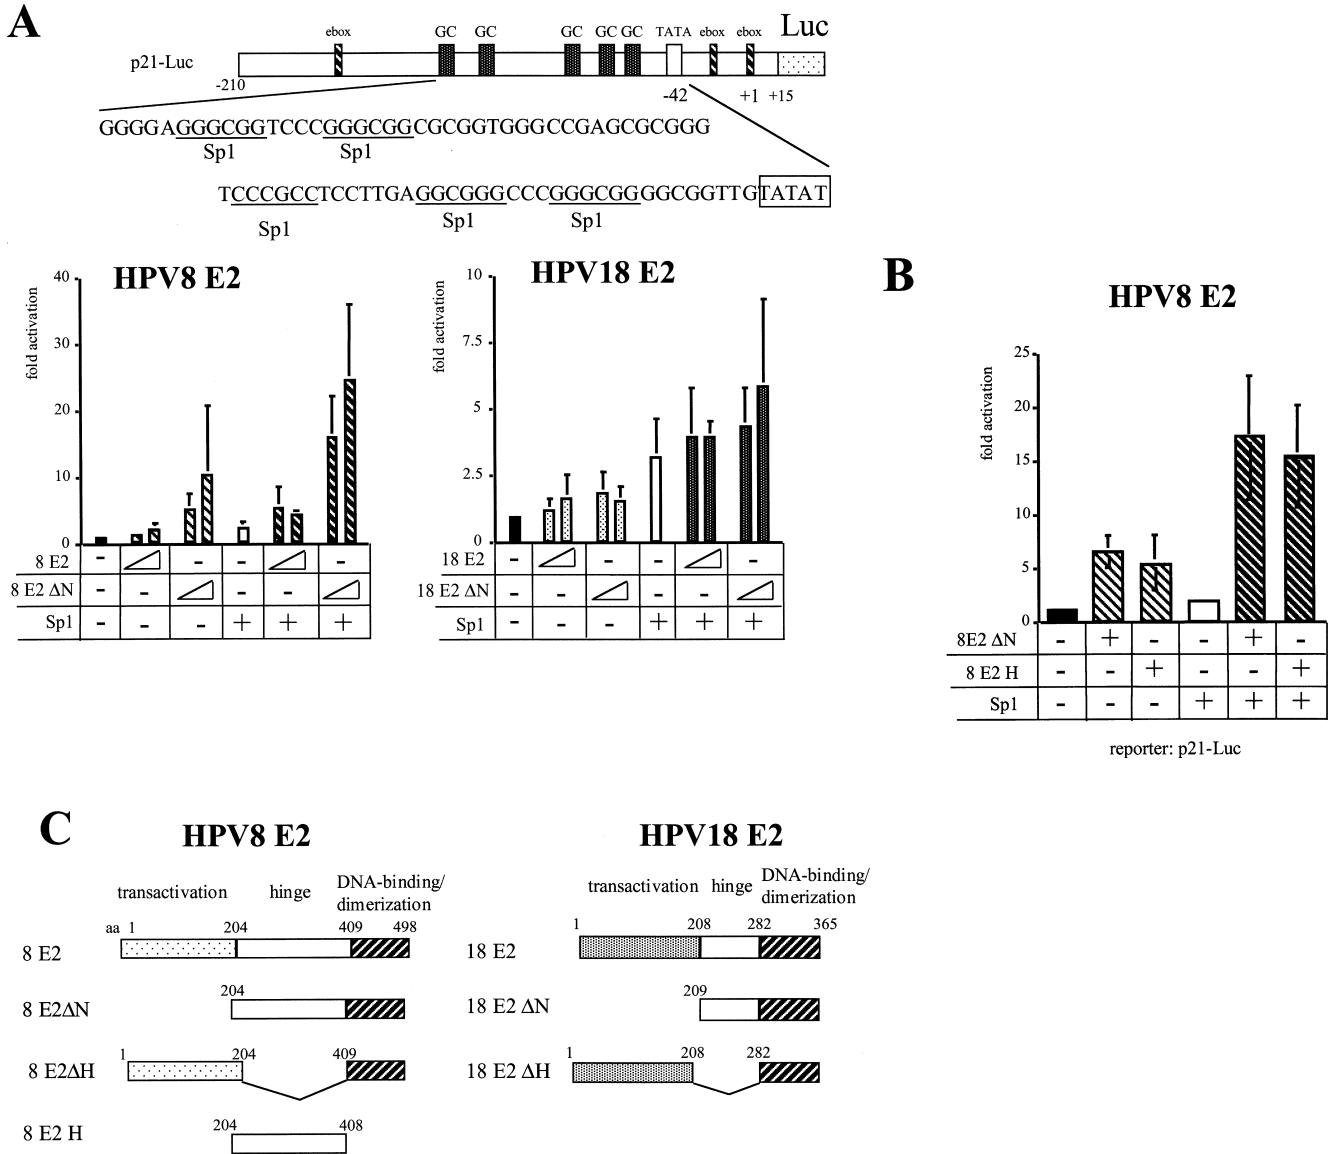 A
ebox GC GC GC GC GC TATA ebox ebox Luc
p21-Luc
-210 -42 +1 +15
GGGGAGGGCGGTCCCGGGCGGCGCGGTGGGCCGAGCGCGGG
Sp1 Sp1
TCCCGCCTCCTTGAGGCGGGCCCGGGCGGGGCGGTTGTATAT
Sp1 Sp1 Sp1
HPV8 E2
fold activation
40
30
20
10
0
8 E2 - - + - -
8 E2 ΔN - - - - -
Sp1 - - - + + +
HPV18 E2
fold activation
10
7.5
5
2.5
0
18 E2 - - - -
18 E2 ΔN - - - -
Sp1 - - - + + +
B
HPV8 E2
fold activation
25
20
15
10
5
0
8E2 ΔN - + - - + -
8 E2 H - - + - - +
Sp1 - - - + + +
reporter: p21-Luc
C
HPV8 E2
transactivation hinge DNA-binding/
dimerization
aa 1 204 409 498
8 E2
204
8 E2ΔN
1 204 409
8 E2ΔH
204 408
8 E2 H
HPV18 E2
transactivation hinge DNA-binding/
dimerization
1 208 282 365
18 E2
209
18 E2 ΔN
1 208 282
18 E2 ΔH